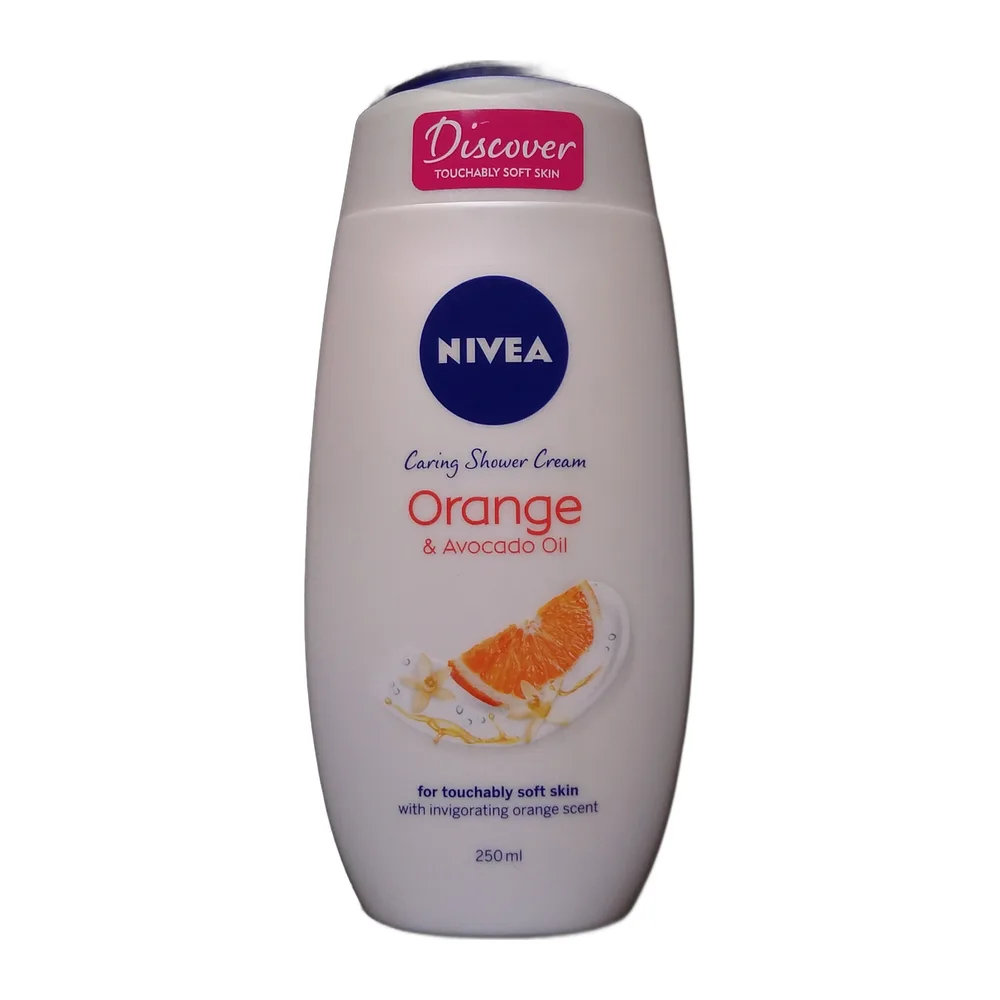 Discover
TOUCHABLY SOFT SKIN
NIVEA
Caring Shower Cream
Orange
& Avocado Oil
for touchably soft skin
with invigorating orange scent
250 ml